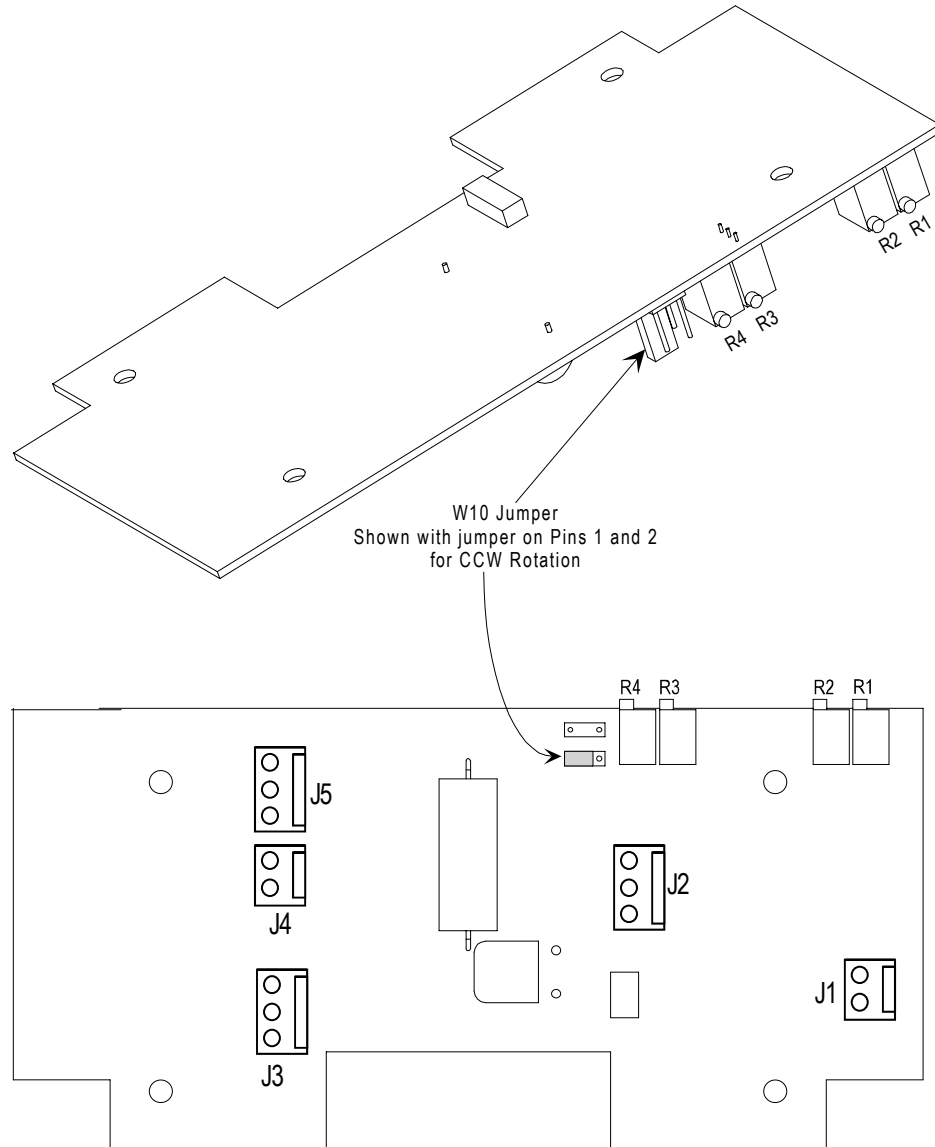 R2 R1
R4 R3
W10 Jumper
Shown with jumper on Pins 1 and 2
for CCW Rotation
R4 R3 R2 R1
J5
J4
J2
J1
J3